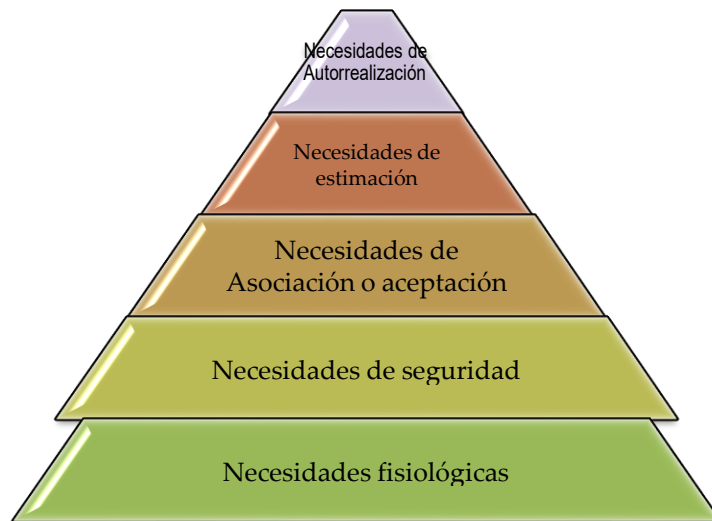 Necesidades de
Autorrealización
Necesidades de
estimación
Necesidades de
Asociación o aceptación
Necesidades de seguridad
Necesidades fisiológicas